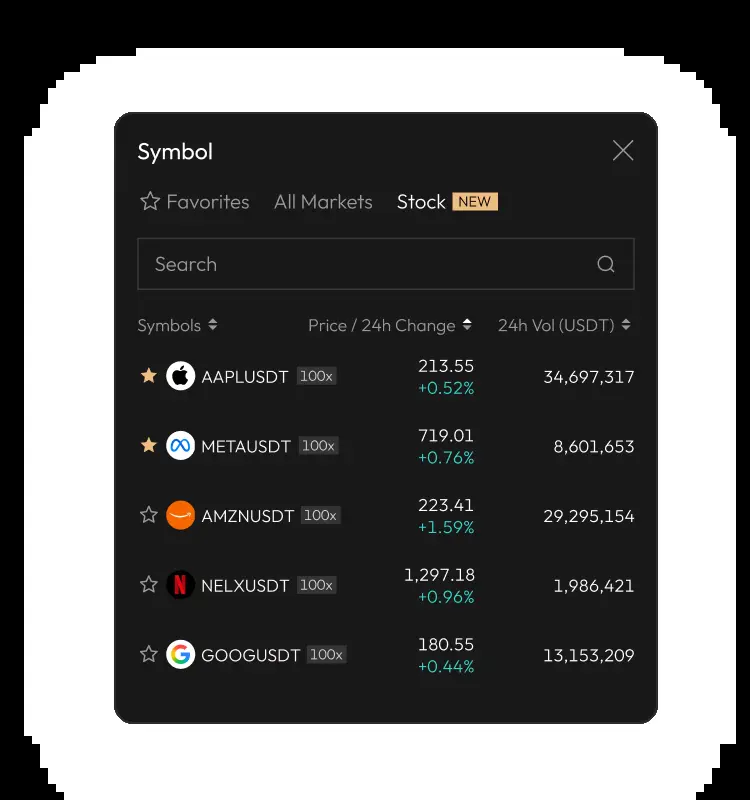 Symbol
Favorites All Markets Stock NEW
Search
Symbols Price / 24h Change 24h Vol (USDT)
AAPLUSDT 100x 213.55 +0.52% 34,697,317
METAUSDT 100x 719.01 +0.76% 8,601,653
AMZNUSDT 100x 223.41 +1.59% 29,295,154
NELXUSDT 100x 1,297.18 +0.96% 1,986,421
GOOGUSDT 100x 180.55 +0.44% 13,153,209